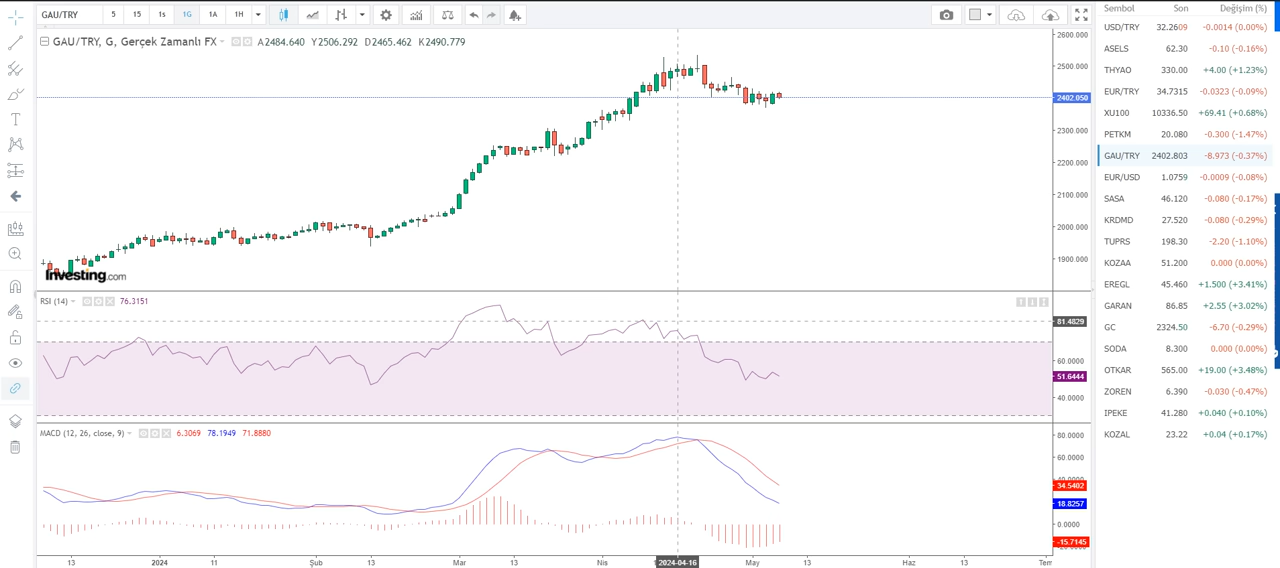 GAU/TRY 5 15 1s 1G 1A 1H
GAU/TRY, G, Gerçek Zamanlı FX A2484.640 Y2506.292 D2465.462 K2490.779
2600.000
2500.000
2402.050
2300.000
2200.000
2100.000
2000.000
1900.000
Investing.com
RSI (14) 76.3151
81.4829
60.0000
51.6444
40.0000
MACD (12, 26, close, 9) 6.3069 78.1949 71.8880
80.0000
60.0000
34.5402
18.8257
0.0000
-15.7145
13 2024 11 Şub 13 Mar 13 Nis 2024-04-16 May 13 Haz 13 Tem
Sembol Son Değişim (%)
USD/TRY 32.2609 -0.0014 (0.00%)
ASELS 62.30 -0.10 (-0.16%)
THYAO 330.00 +4.00 (+1.23%)
EUR/TRY 34.7315 -0.0323 (-0.09%)
XU100 10336.50 +69.41 (+0.68%)
PETKM 20.080 -0.300 (-1.47%)
GAU/TRY 2402.803 -8.973 (-0.37%)
EUR/USD 1.0759 -0.0009 (-0.08%)
SASA 46.120 -0.080 (-0.17%)
KRDMD 27.520 -0.080 (-0.29%)
TUPRS 198.30 -2.20 (-1.10%)
KOZAA 51.200 0.000 (0.00%)
EREGL 45.460 +1.500 (+3.41%)
GARAN 86.85 +2.55 (+3.02%)
GC 2324.50 -6.70 (-0.29%)
SODA 8.300 0.000 (0.00%)
OTKAR 565.00 +19.00 (+3.48%)
ZOREN 6.390 -0.030 (-0.47%)
IPEKE 41.280 +0.040 (+0.10%)
KOZAL 23.22 +0.04 (+0.17%)